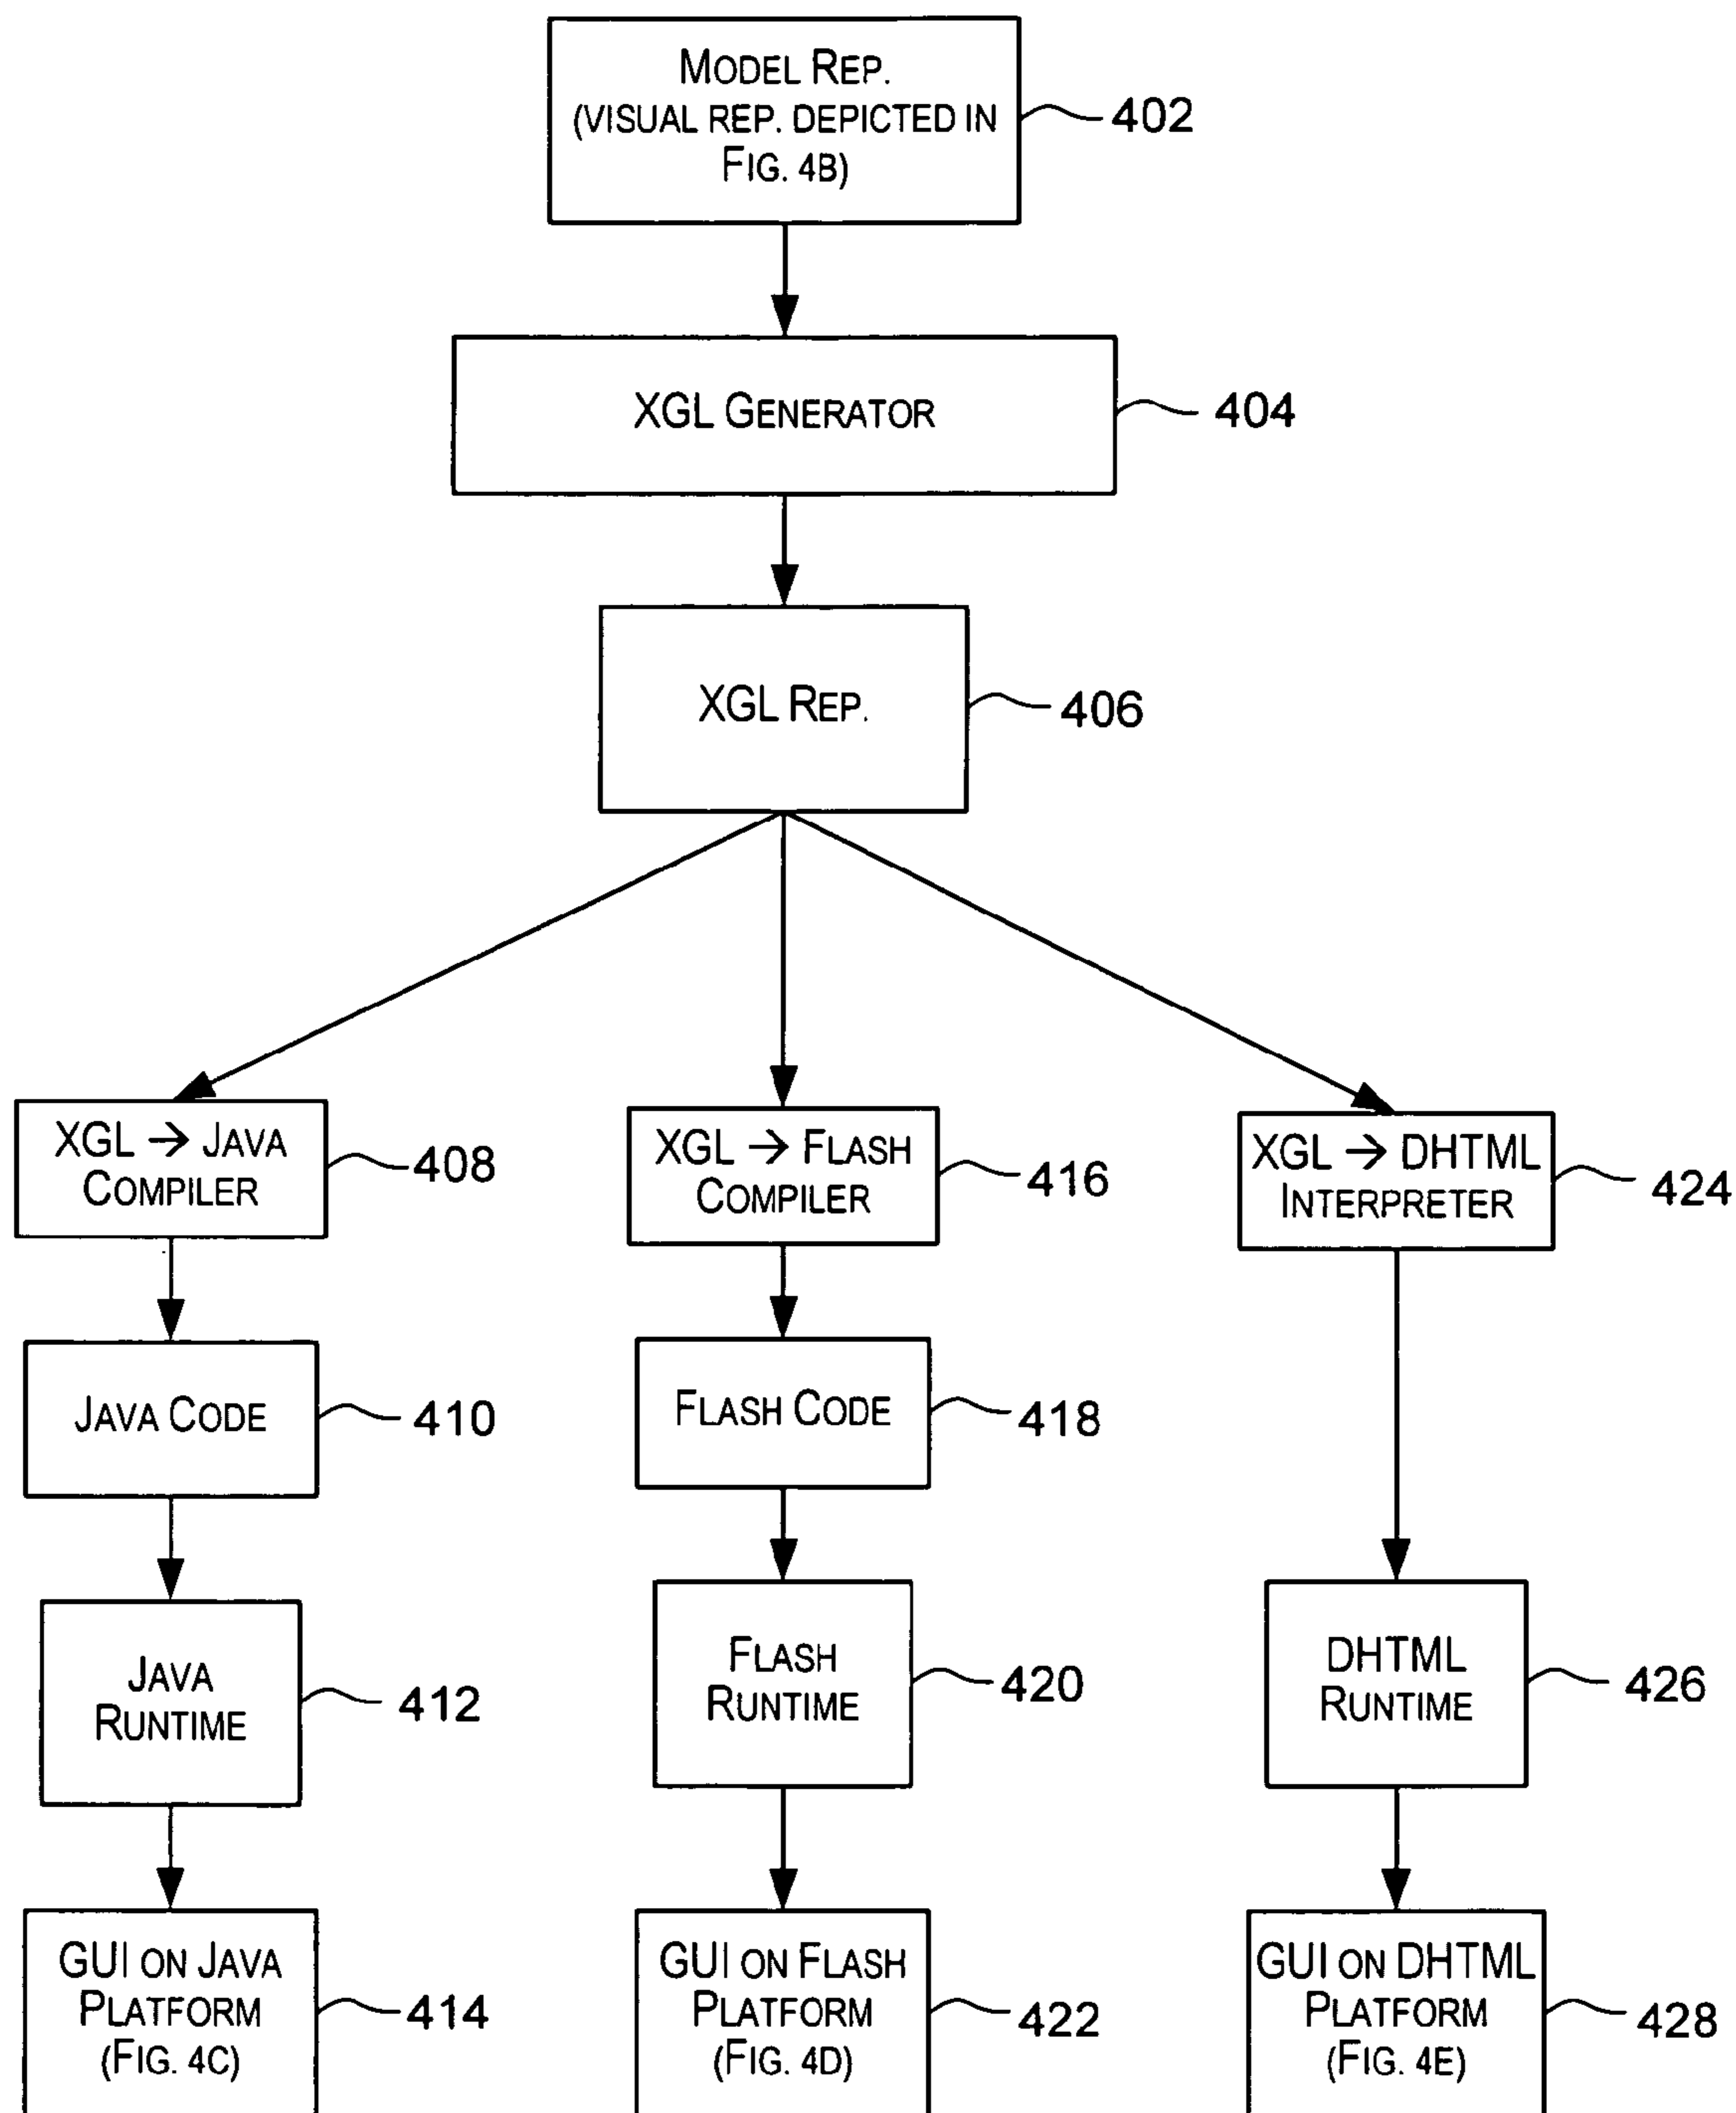 MODEL REP.
(VISUAL REP. DEPICTED IN
FIG. 4B)
402
XGL GENERATOR
404
XGL REP.
406
XGL → JAVA
COMPILER
408
XGL → FLASH
COMPILER
416
XGL → DHTML
INTERPRETER
424
JAVA CODE
410
FLASH CODE
418
JAVA
RUNTIME
412
FLASH
RUNTIME
420
DHTML
RUNTIME
426
GUI ON JAVA
PLATFORM
(FIG. 4C)
414
GUI ON FLASH
PLATFORM
(FIG. 4D)
422
GUI ON DHTML
PLATFORM
(FIG. 4E)
428